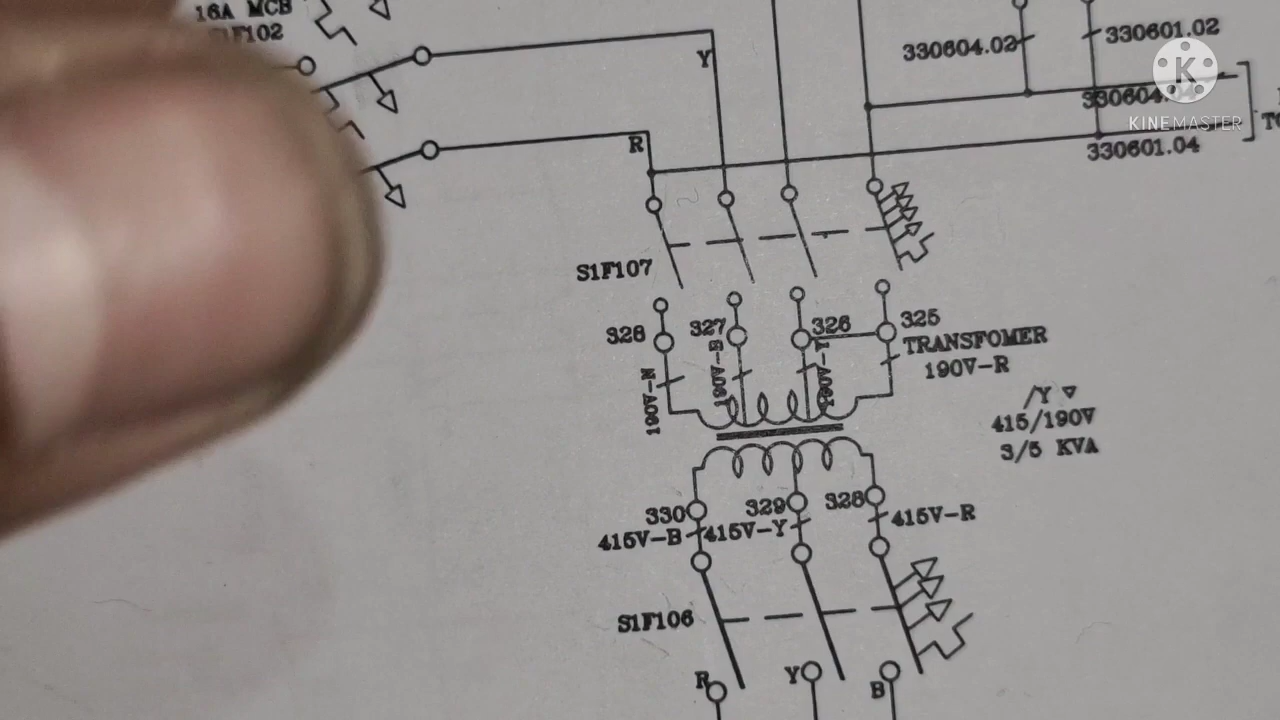 16A MCB
S1F102
Y
R
330604.02
330601.02
330604.04
330601.04
KINEMASTER
S1F107
328
327
326
325
TRANSFOMER
190V-R
190V-N
190V-B
190V-Y
/Y ▽
415/190V
3/5 KVA
330
329
328
415V-B
415V-Y
415V-R
S1F106
R
Y
B